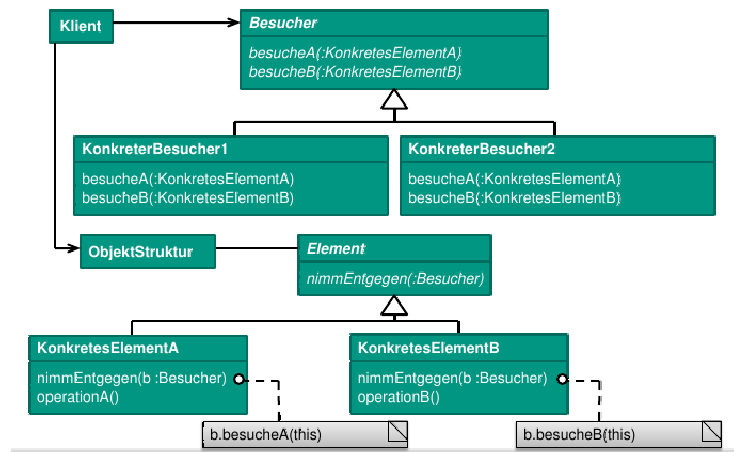 Klient
Besucher
besucheA(:KonkretesElementA)
besucheB(:KonkretesElementB)
KonkreterBesucher1
besucheA(:KonkretesElementA)
besucheB(:KonkretesElementB)
KonkreterBesucher2
besucheA(:KonkretesElementA)
besucheB(:KonkretesElementB)
ObjektStruktur
Element
nimmEntgegen(:Besucher)
KonkretesElementA
nimmEntgegen(b :Besucher)
operationA()
KonkretesElementB
nimmEntgegen(b :Besucher)
operationB()
b.besucheA(this)
b.besucheB(this)